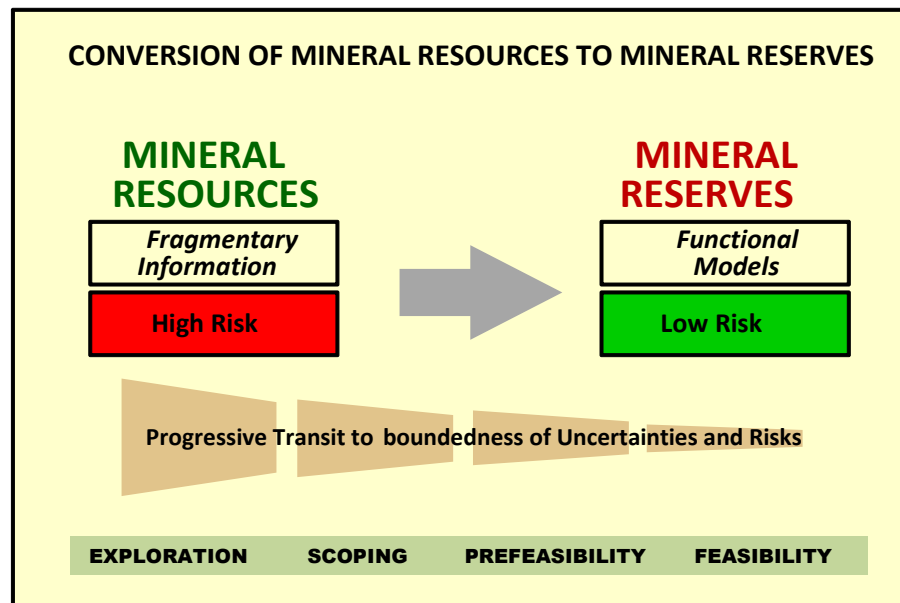 CONVERSION OF MINERAL RESOURCES TO MINERAL RESERVES
MINERAL
RESOURCES
Fragmentary
Information
High Risk
MINERAL
RESERVES
Functional
Models
Low Risk
Progressive Transit to boundedness of Uncertainties and Risks
EXPLORATION SCOPING PREFEASIBILITY FEASIBILITY